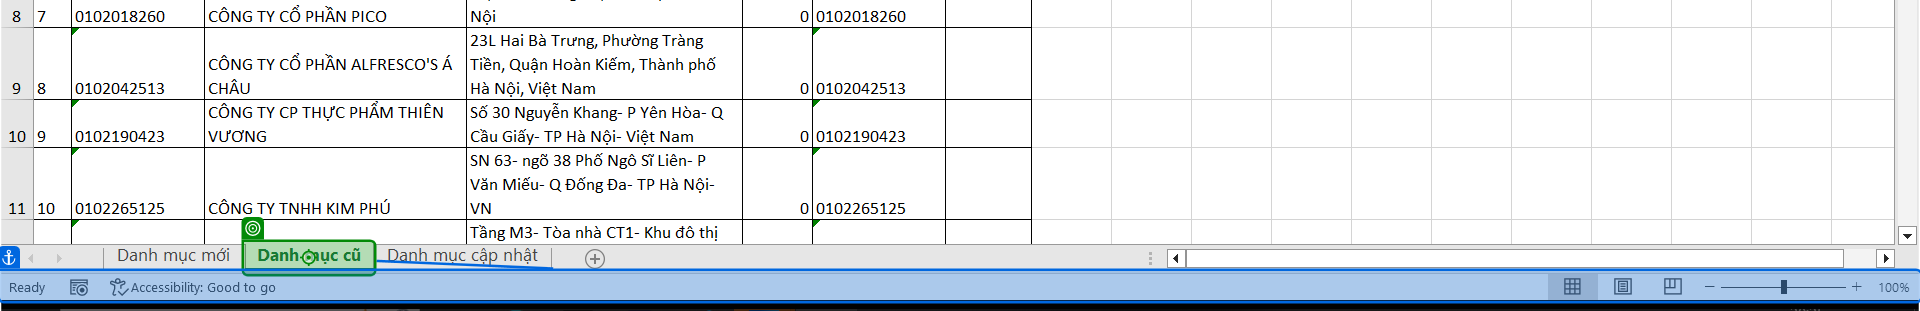 8 7 0102018260 CÔNG TY CỔ PHẦN PICO Nội 0 0102018260
23L Hai Bà Trưng, Phường Tràng
CÔNG TY CỔ PHẦN ALFRESCO'S Á Tiền, Quận Hoàn Kiếm, Thành phố
9 8 0102042513 CHÂU Hà Nội, Việt Nam 0 0102042513
CÔNG TY CP THỰC PHẨM THIÊN Số 30 Nguyễn Khang- P Yên Hòa- Q
10 9 0102190423 VƯƠNG Cầu Giấy- TP Hà Nội- Việt Nam 0 0102190423
SN 63- ngõ 38 Phố Ngô Sĩ Liên- P
Văn Miếu- Q Đống Đa- TP Hà Nội-
11 10 0102265125 CÔNG TY TNHH KIM PHÚ VN 0 0102265125
Tầng M3- Tòa nhà CT1- Khu đô thị
Danh mục mới Danh mục cũ Danh mục cập nhật
Ready Accessibility: Good to go 100%